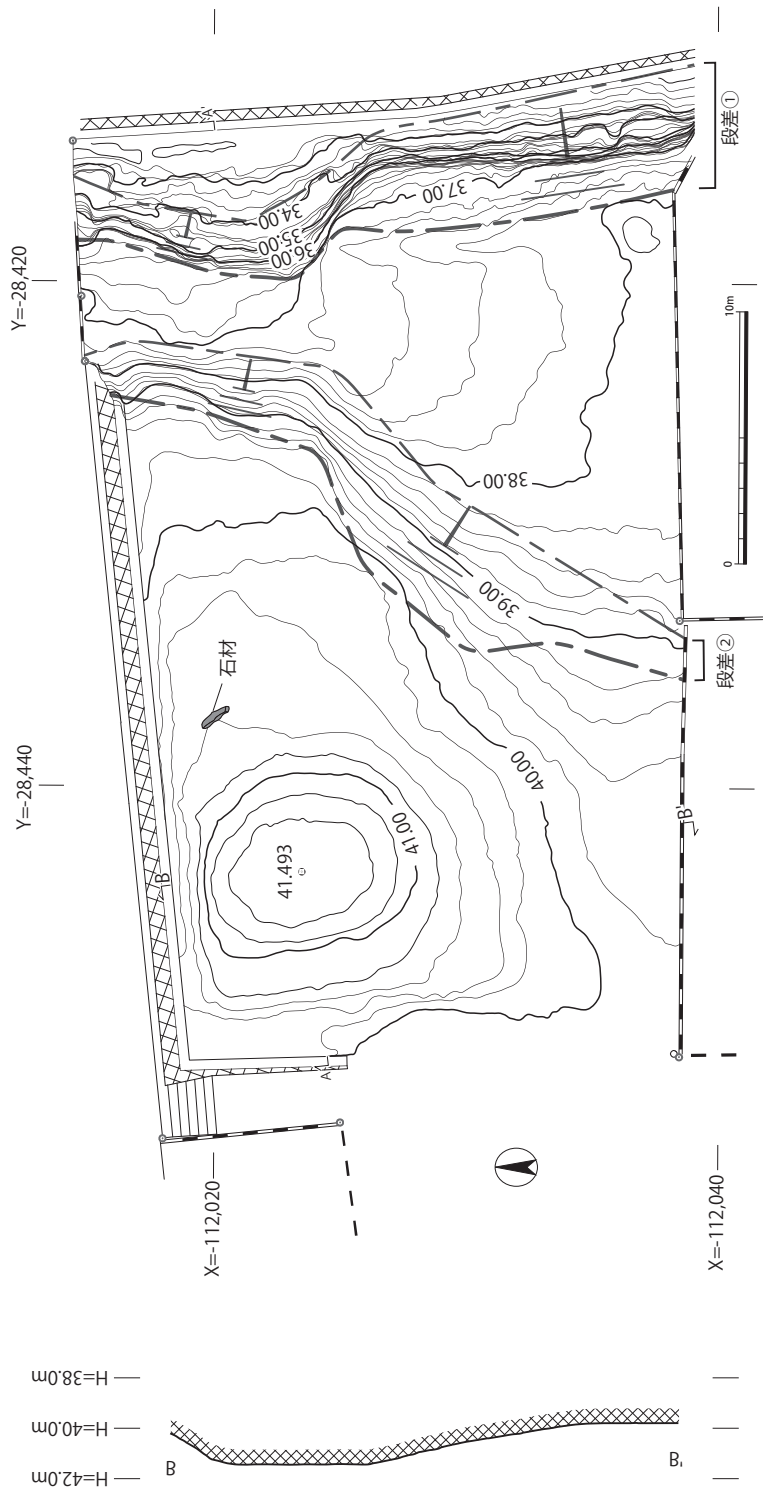 Y=-28,420
Y=-28,440
X=-112,020
X=-112,040
段差①
段差②
石材
34.00
35.00
36.00
37.00
38.00
39.00
40.00
41.00
41.493
A
A'
B
B'
0
10m
H=38.0m
H=40.0m
H=42.0m
B
B'